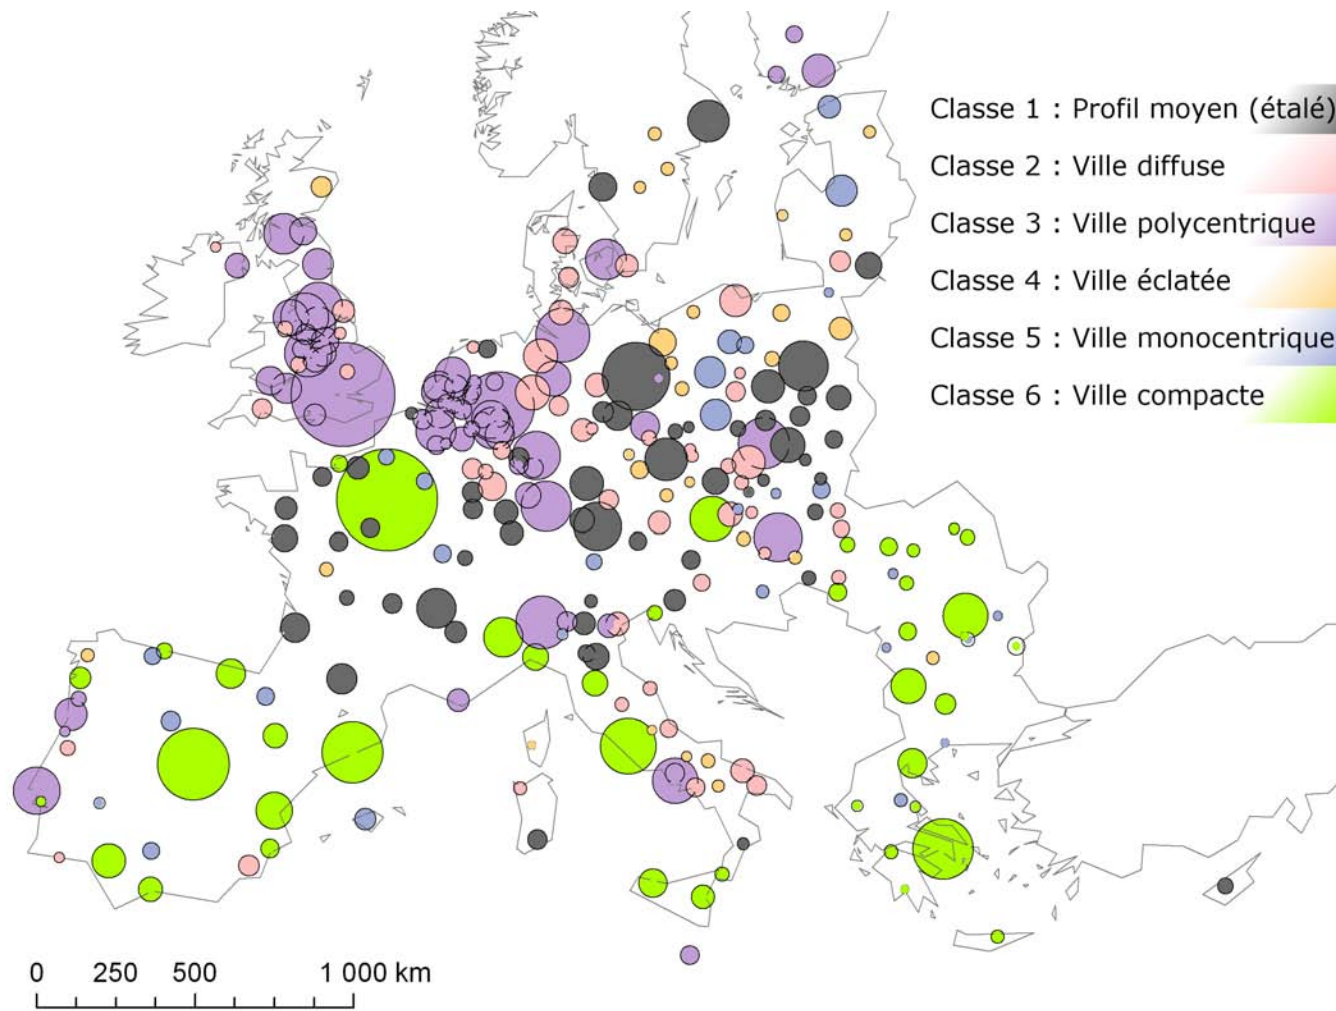 Classe 1 : Profil moyen (étalé)
Classe 2 : Ville diffuse
Classe 3 : Ville polycentrique
Classe 4 : Ville éclatée
Classe 5 : Ville monocentrique
Classe 6 : Ville compacte
0 250 500 1 000 km